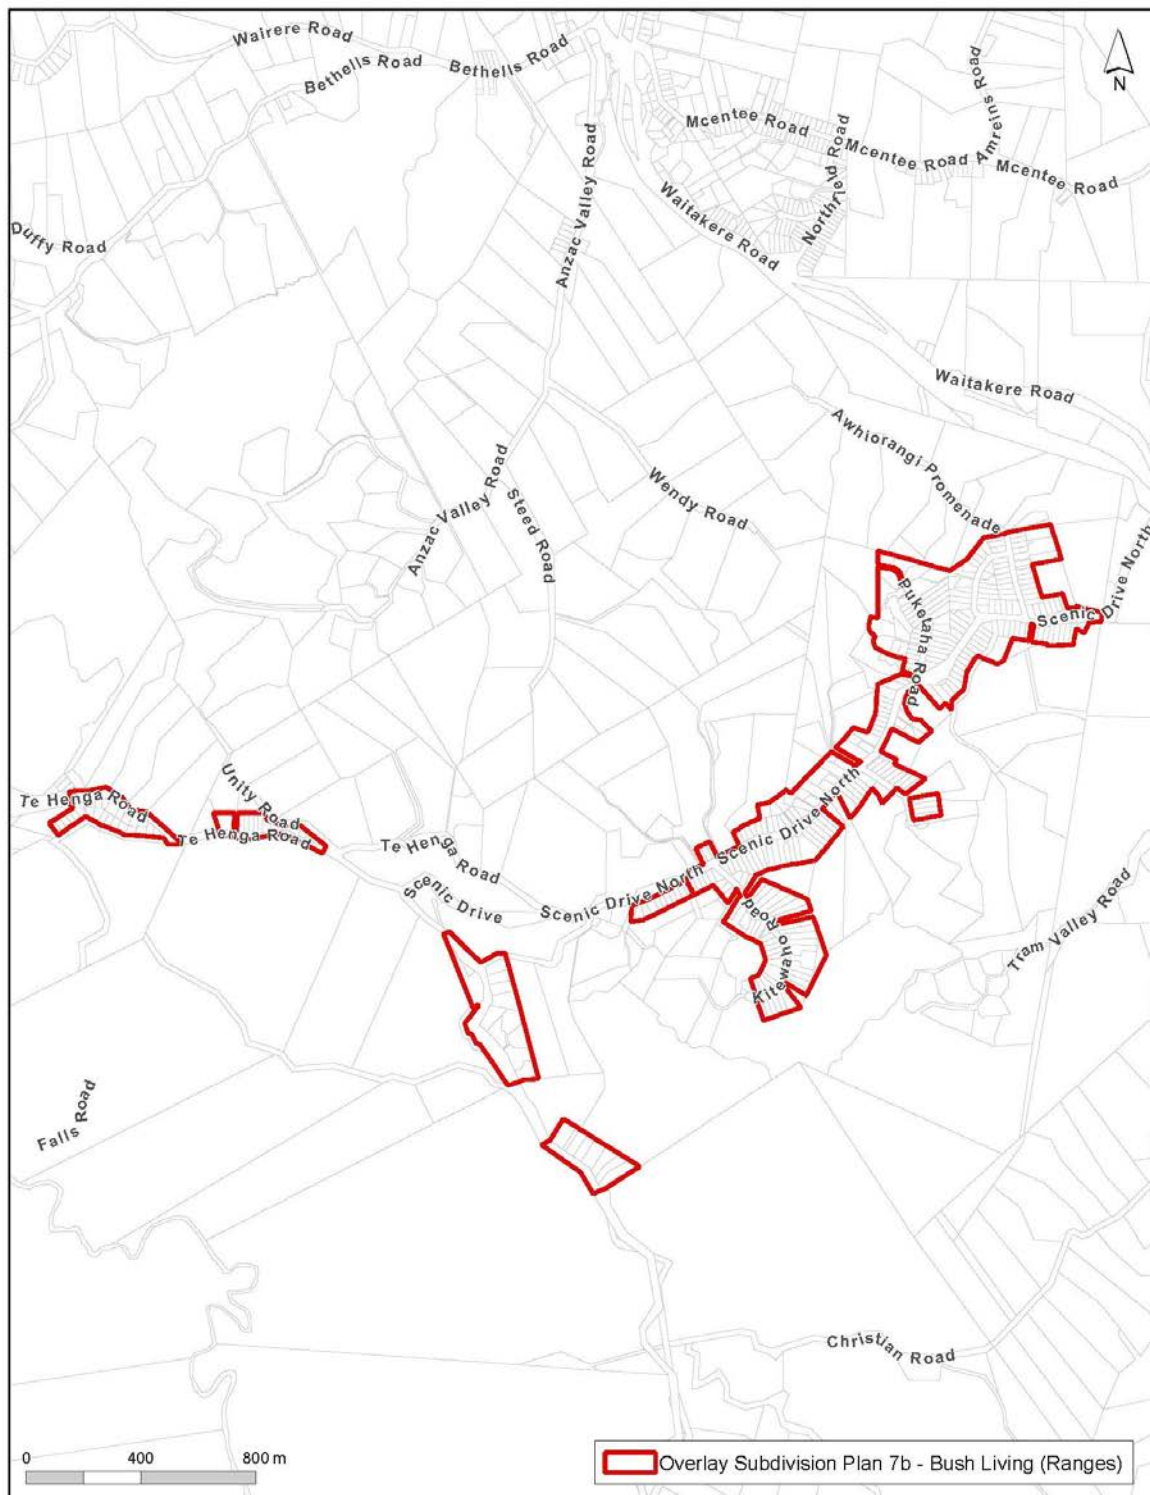 Wairere Road
Bethells Road
Bethells Road
Amreins Road
N
Mcentee Road
Mcentee Road
Mcentee Road
Northfield Road
Anzac Valley Road
Waitakere Road
Duffy Road
Waitakere Road
Awhiorangi Promenade
Anzac Valley Road
Steed Road
Wendy Road
Scenic Drive North
Puketaha Road
Te Henga Road
Unity Road
Te Henga Road
Te Henga Road
Scenic Drive
Scenic Drive North
Scenic Drive North
Kitewaho Road
Tram Valley Road
Falls Road
Christian Road
0 400 800 m
Overlay Subdivision Plan 7b - Bush Living (Ranges)